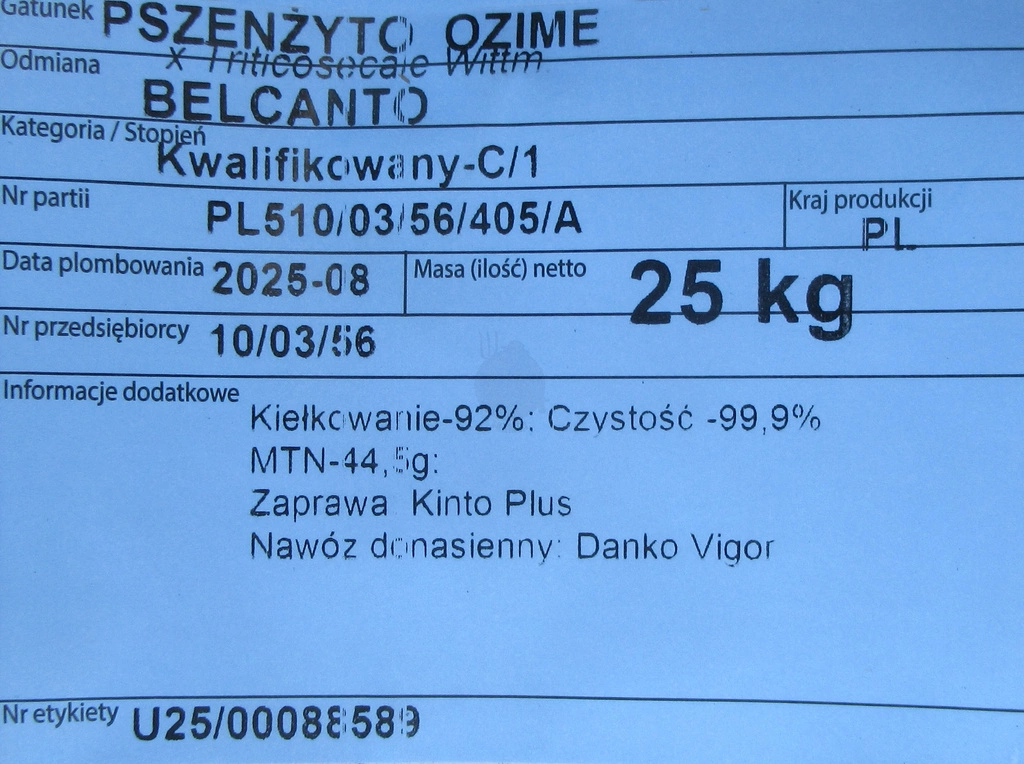 Gatunek PSZENŻYTO OZIME
x Triticosecale Wittm
Odmiana
BELCANTO
Kategoria / Stopień
Kwalifikowany-C/1
Nr partii PL510/03/56/405/A
Kraj produkcji PL
Data plombowania 2025-08
Masa (ilość) netto 25 kg
Nr przedsiębiorcy 10/03/56
Informacje dodatkowe
Kiełkowanie-92%: Czystość -99,9%
MTN-44,5g:
Zaprawa Kinto Plus
Nawóz donasienny: Danko Vigor
Nr etykiety U25/00088589